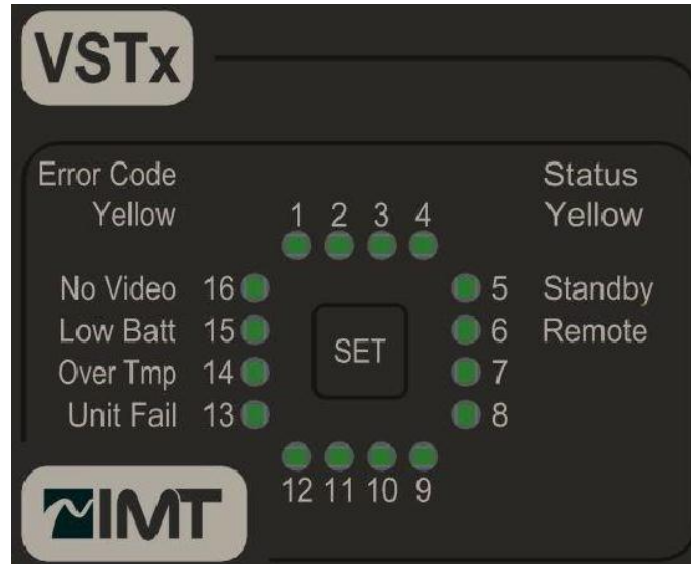 VSTx
Error Code
Yellow
Status
Yellow
1 2 3 4
No Video 16
5 Standby
Low Batt 15
6 Remote
SET
Over Tmp 14
7
Unit Fail 13
8
12 11 10 9
IMT